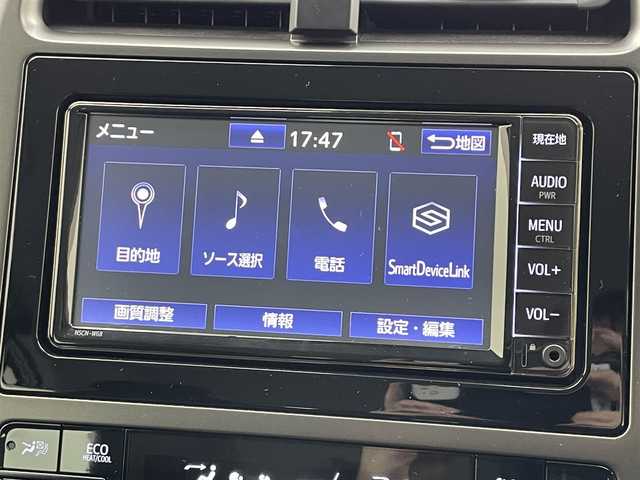 メニュー
17:47
地図
現在地
目的地
ソース選択
電話
SmartDeviceLink
AUDIO
PWR
MENU
CTRL
VOL+
VOL−
画質調整
情報
設定・編集
NSCN-W68
ECO
HEAT/COOL